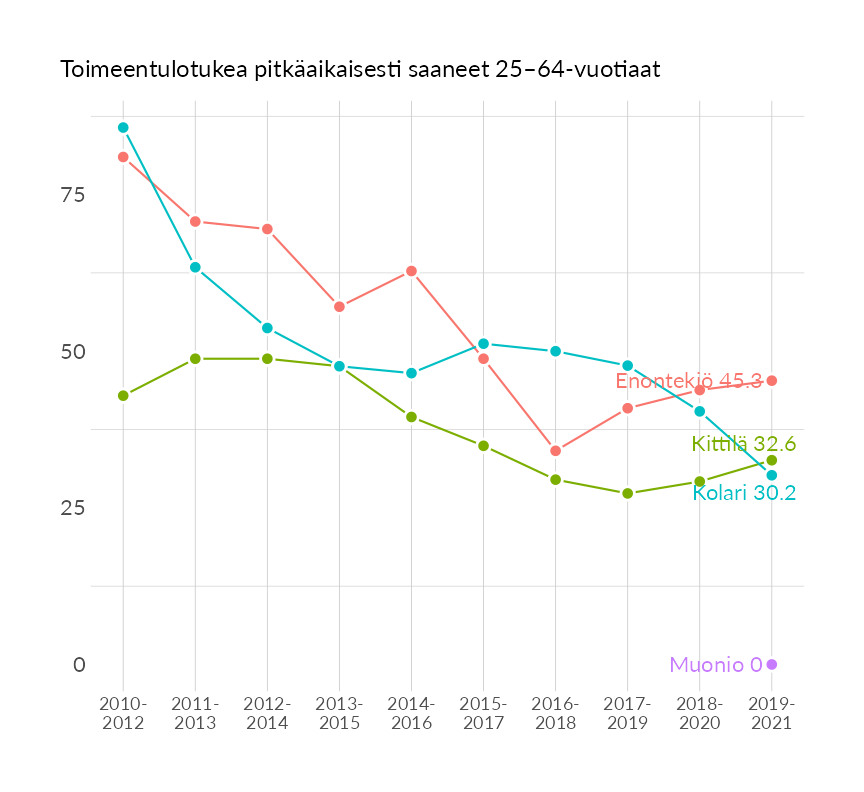 Toimeentulotukea pitkäaikaisesti saaneet 25–64-vuotiaat
75
50
25
0
Enontekiö 45.3
Kittilä 32.6
Kolari 30.2
Muonio 0
2010- 2011- 2012- 2013- 2014- 2015- 2016- 2017- 2018- 2019-
2012 2013 2014 2015 2016 2017 2018 2019 2020 2021